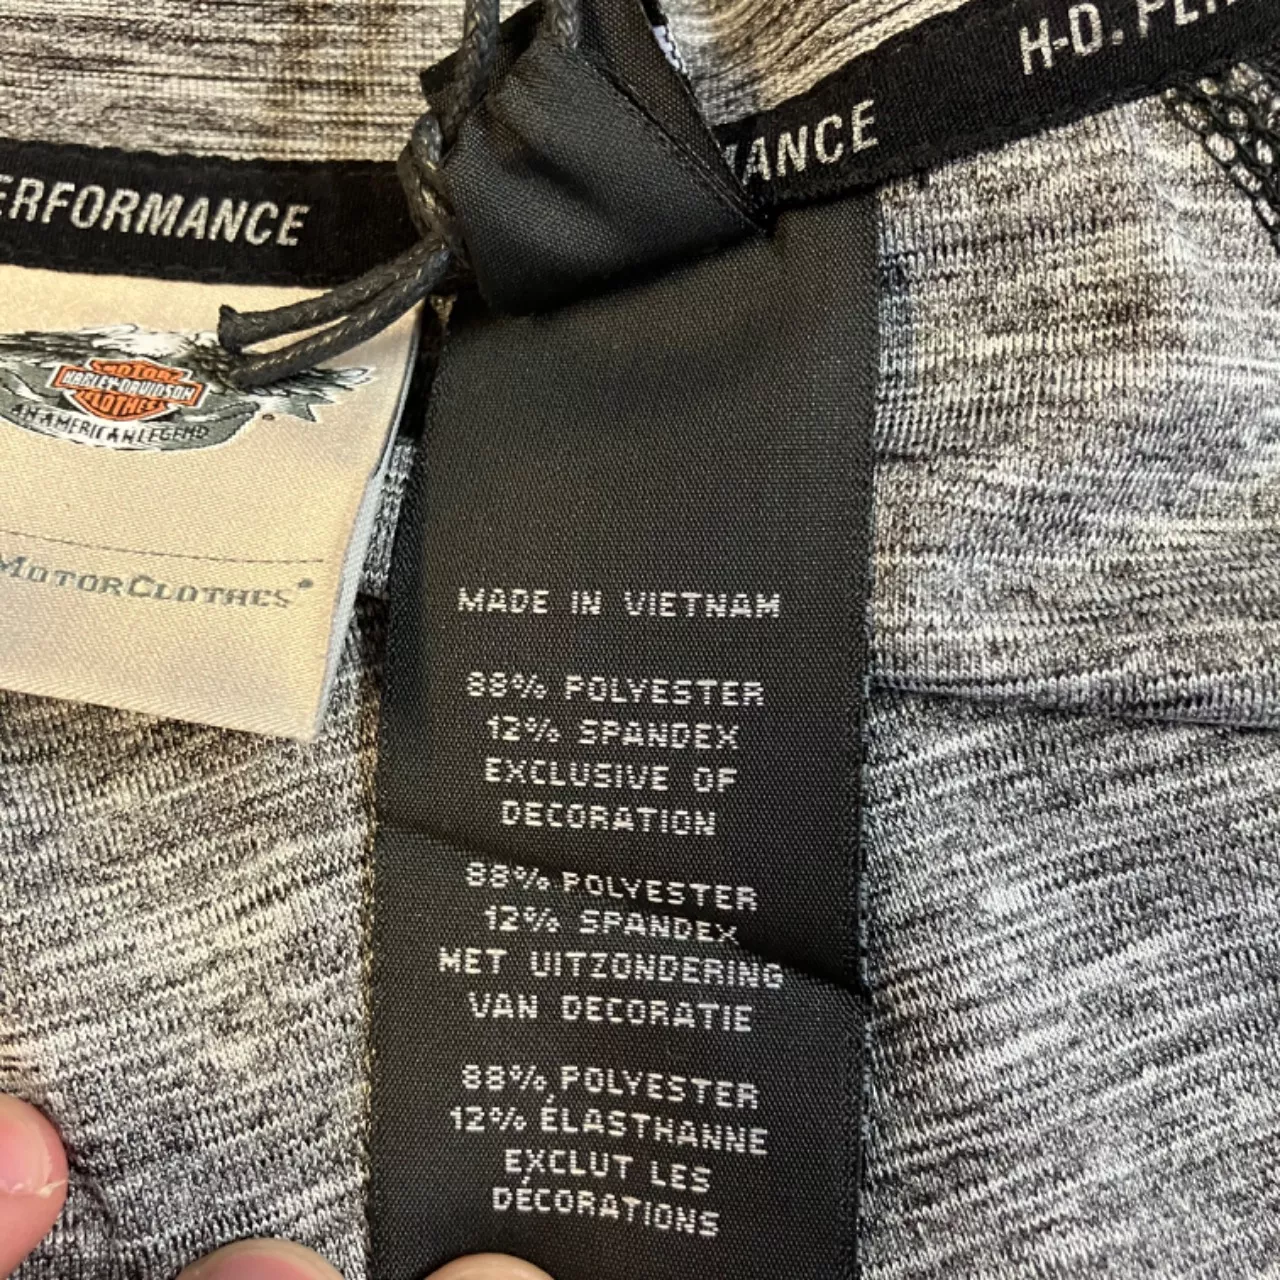 H-D. PER
ERFORMANCE
MANCE
MOTOR
HARLEY-DAVIDSON
CLOTHES
AN AMERICAN LEGEND
MOTORCLOTHES®
MADE IN VIETNAM
88% POLYESTER
12% SPANDEX
EXCLUSIVE OF
DECORATION
88% POLYESTER
12% SPANDEX
MET UITZONDERING
VAN DECORATIE
88% POLYESTER
12% ÉLASTHANNE
EXCLUT LES
DÉCORATIONS